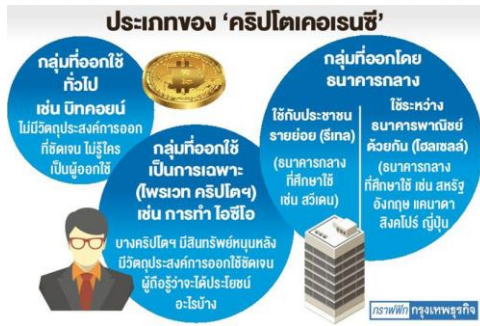 ประเภทของ ‘คริปโตเคอเรนซี’
กลุ่มที่ออกใช้
ทั่วไป
เช่น บิทคอยน์
ไม่มีวัตถุประสงค์การออก
ที่ชัดเจน ไม่รู้ใคร
เป็นผู้ออกใช้
กลุ่มที่ออกใช้
เป็นการเฉพาะ
(ไพรเวท คริปโตฯ)
เช่น การทำ ไอซีโอ
บางคริปโตฯ มีสินทรัพย์หนุนหลัง
มีวัตถุประสงค์การออกใช้ชัดเจน
ผู้ถือรู้ว่าจะได้ประโยชน์
อะไรบ้าง
กลุ่มที่ออกโดย
ธนาคารกลาง
ใช้กับประชาชน
รายย่อย (รีเทล)
(ธนาคารกลาง
ที่ศึกษาใช้
เช่น สวีเดน)
ใช้ระหว่าง
ธนาคารพาณิชย์
ด้วยกัน (โฮลเซลล์)
(ธนาคารกลาง
ที่ศึกษาใช้ เช่น สหรัฐ
อังกฤษ แคนาดา
สิงคโปร์ ญี่ปุ่น)
กราฟฟิก กรุงเทพธุรกิจ